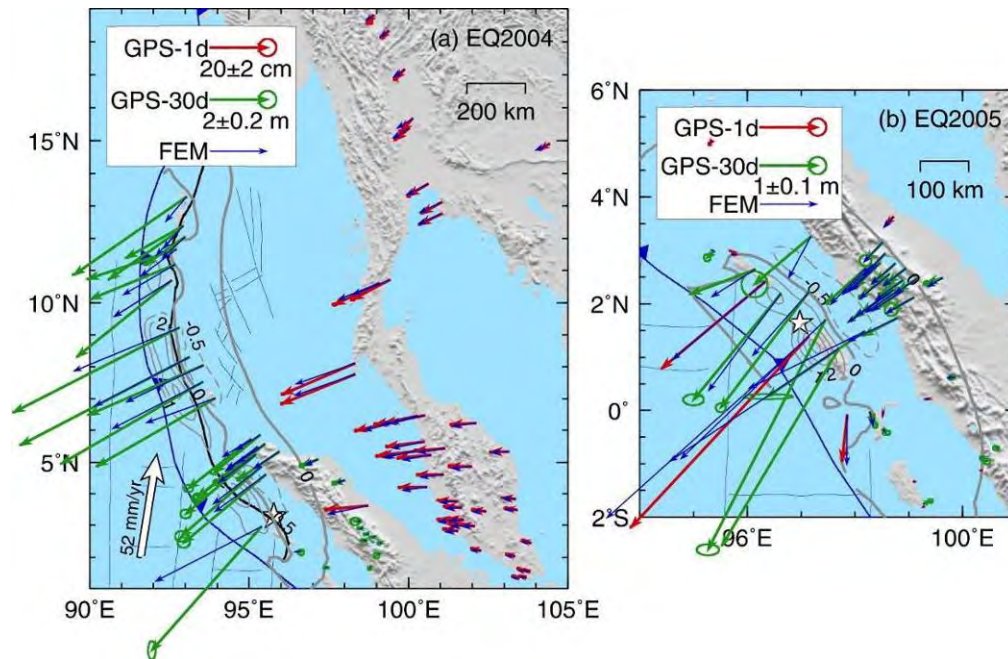 (a) EQ2004
GPS-1d
20±2 cm
GPS-30d
2±0.2 m
FEM
200 km
15°N
10°N
5°N
2
-0.5
0
0
.5
52 mm/yr
90°E
95°E
100°E
105°E
(b) EQ2005
GPS-1d
GPS-30d
1±0.1 m
FEM
100 km
6°N
4°N
2°N
0°
2°S
-0.5
0
0
12
96°E
98°E
100°E